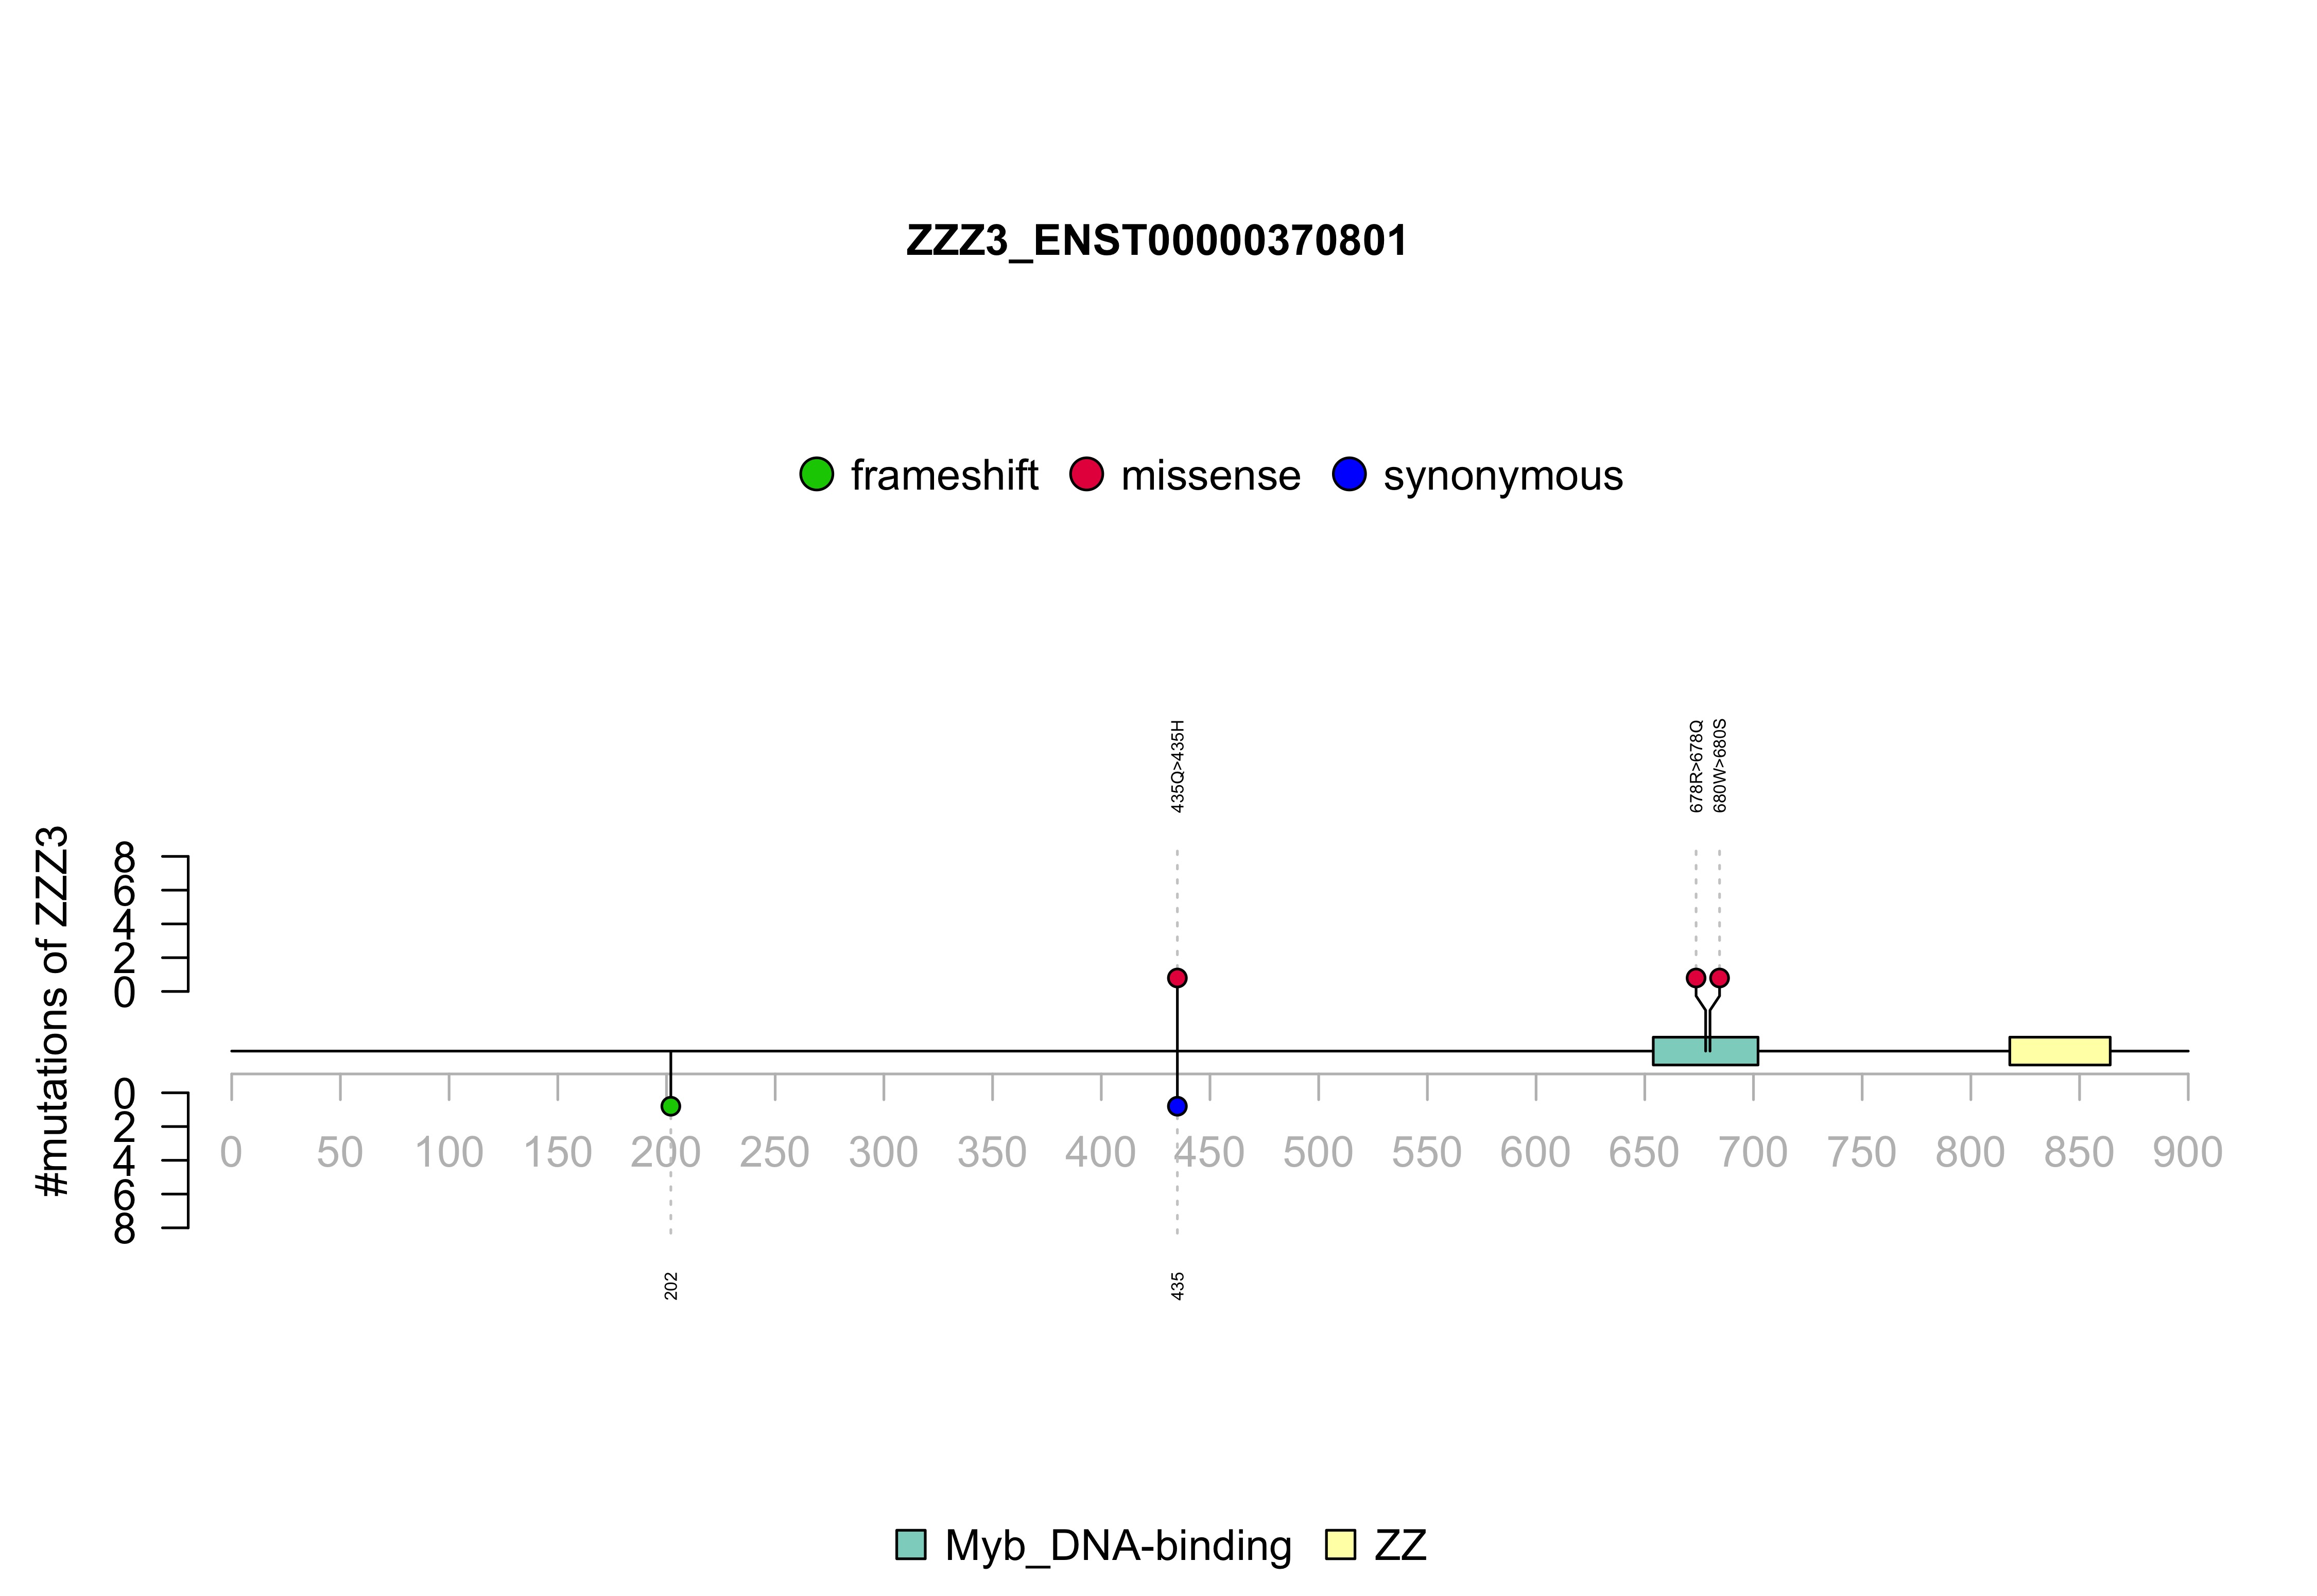 ZZZ3_ENST00000370801
frameshift missense synonymous
435Q>435H
678R>678Q
680W>680S
#mutations of ZZZ3
8
6
4
2
0
0
2
4
6
8
0 50 100 150 200 250 300 350 400 450 500 550 600 650 700 750 800 850 900
202
435
Myb_DNA-binding ZZ